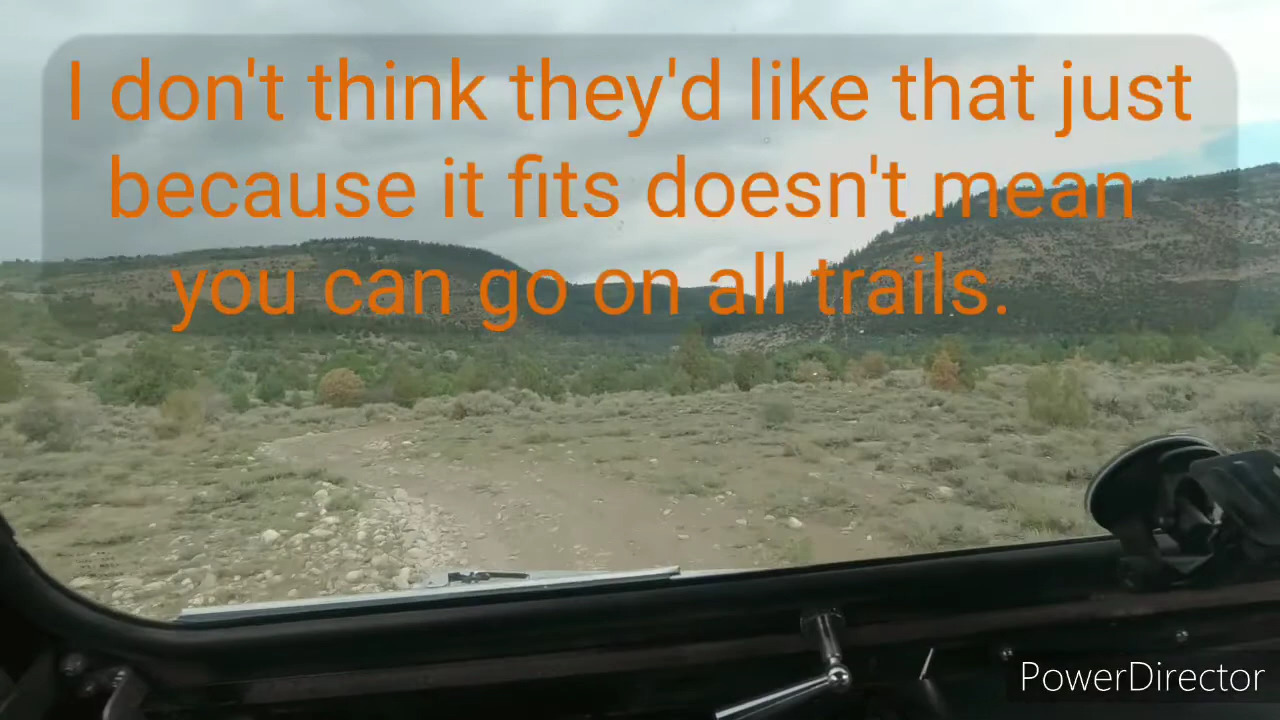 I don't think they'd like that just
because it fits doesn't mean
you can go on all trails.
PowerDirector